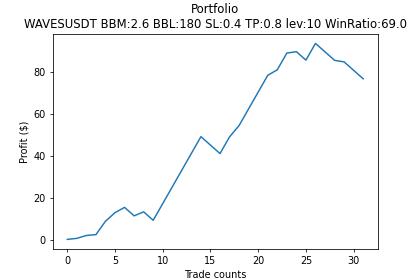 Portfolio
WAVESUSDT BBM:2.6 BBL:180 SL:0.4 TP:0.8 lev:10 WinRatio:69.0
Profit ($)
80
60
40
20
0
0 5 10 15 20 25 30
Trade counts